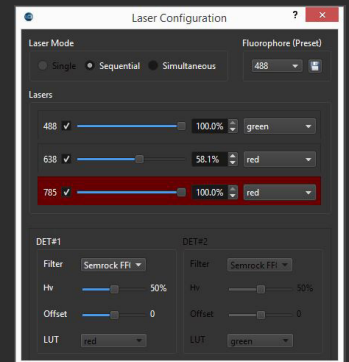 Laser Configuration ? ×
Laser Mode
Single Sequential Simultaneous
Fluorophore (Preset)
488
Lasers
488 100.0% green
638 58.1% red
785 100.0% red
DET#1
Filter Semrock FF
Hv 50%
Offset 0
LUT red
DET#2
Filter Semrock FF
Hv 50%
Offset 0
LUT green